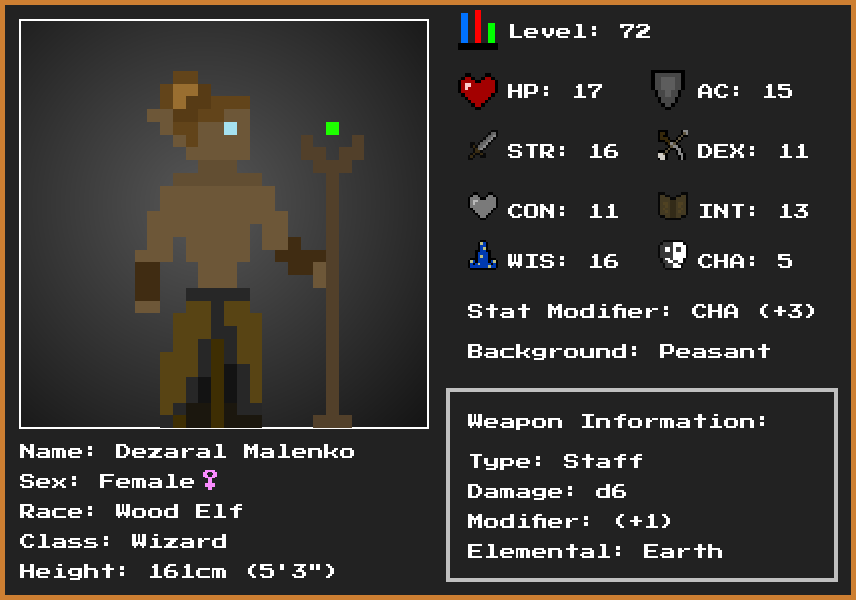 Level: 72
HP: 17 AC: 15
STR: 16 DEX: 11
CON: 11 INT: 13
WIS: 16 CHA: 5
Stat Modifier: CHA (+3)
Background: Peasant
Weapon Information:
Type: Staff
Damage: d6
Modifier: (+1)
Elemental: Earth
Name: Dezaral Malenko
Sex: Female♀
Race: Wood Elf
Class: Wizard
Height: 161cm (5'3")